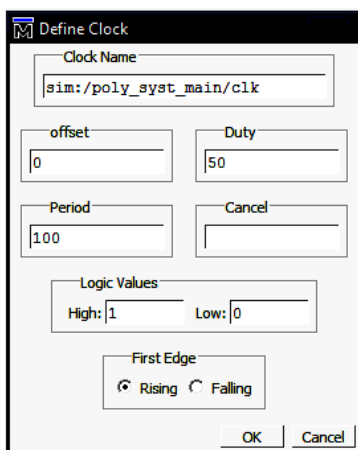 Define Clock
Clock Name
sim:/poly_syst_main/clk
offset Duty
0 50
Period Cancel
100
Logic Values
High: 1 Low: 0
First Edge
Rising Falling
OK Cancel